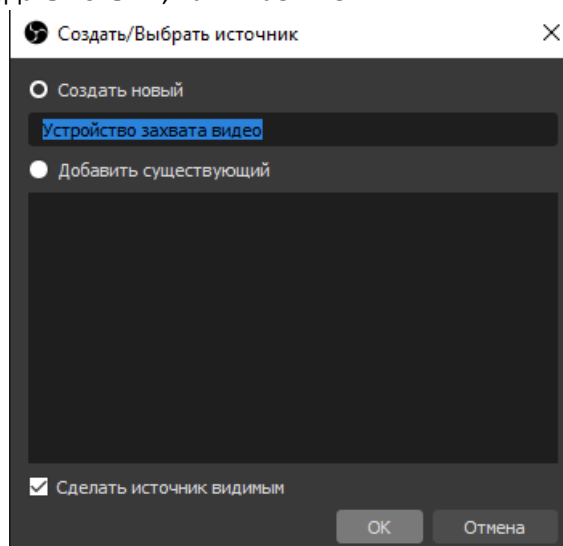 Создать/Выбрать источник
Создать новый
Устройство захвата видео
Добавить существующий
Сделать источник видимым
OK Отмена